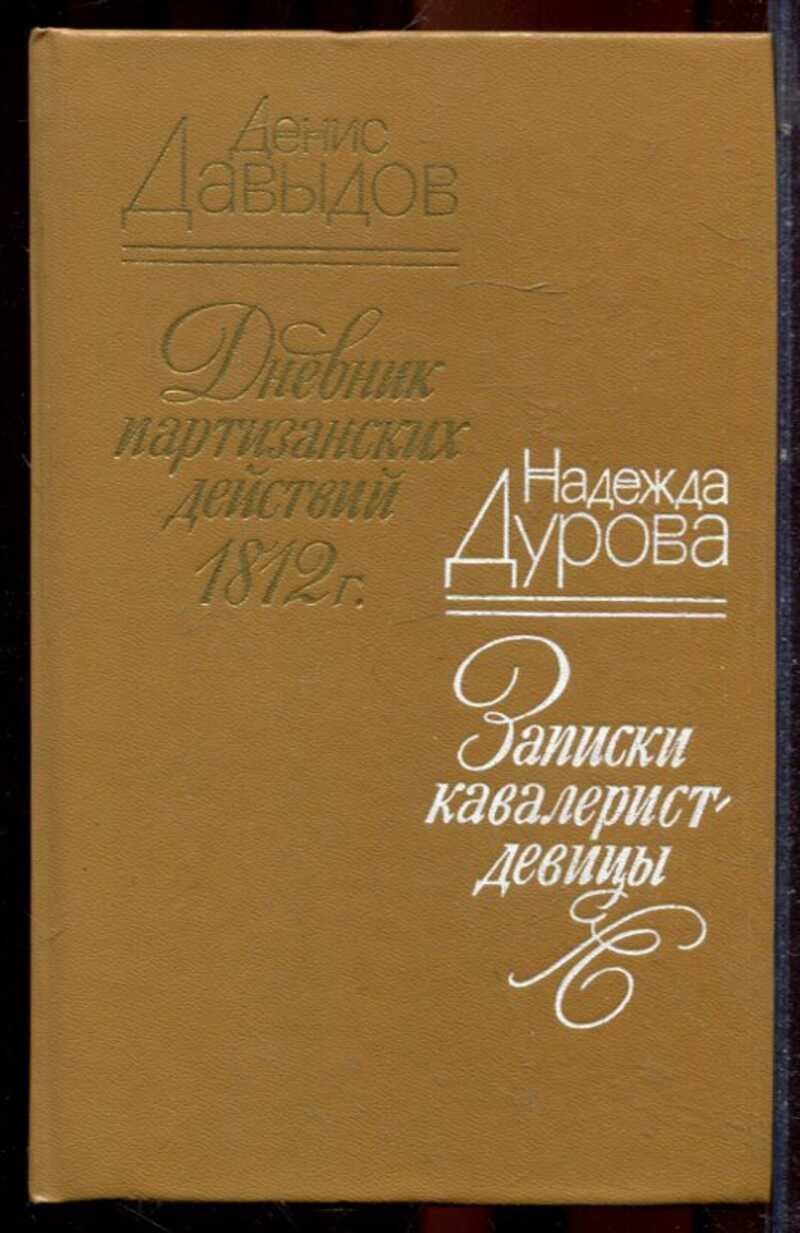 Денис
Давыдов
Дневник
партизанских
действий
1812 г.
Надежда
Дурова
Записки
кавалерист-
девицы